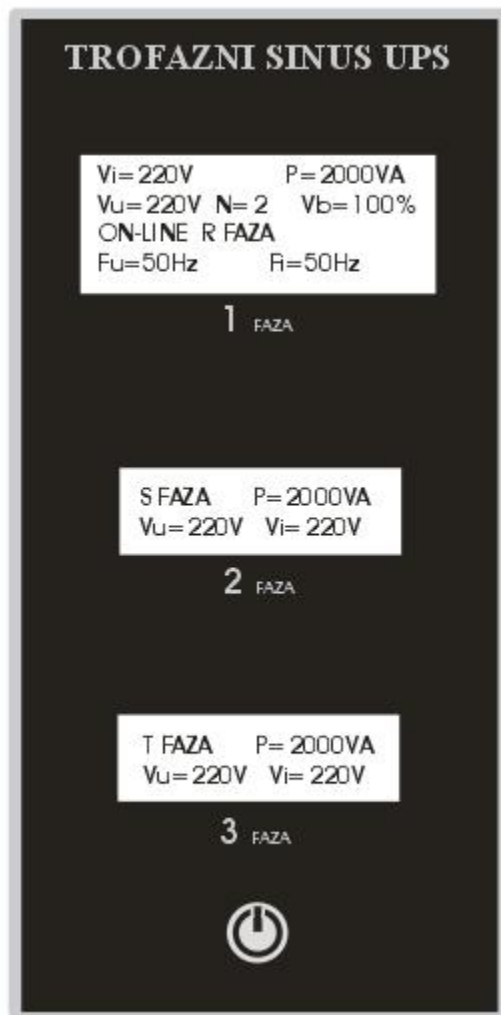 TROFAZNI SINUS UPS
Vi=220V P=2000VA
Vu=220V N=2 Vb=100%
ON-LINE R FAZA
Fu=50Hz Fi=50Hz
1 FAZA
S FAZA P=2000VA
Vu=220V Vi=220V
2 FAZA
T FAZA P=2000VA
Vu=220V Vi=220V
3 FAZA